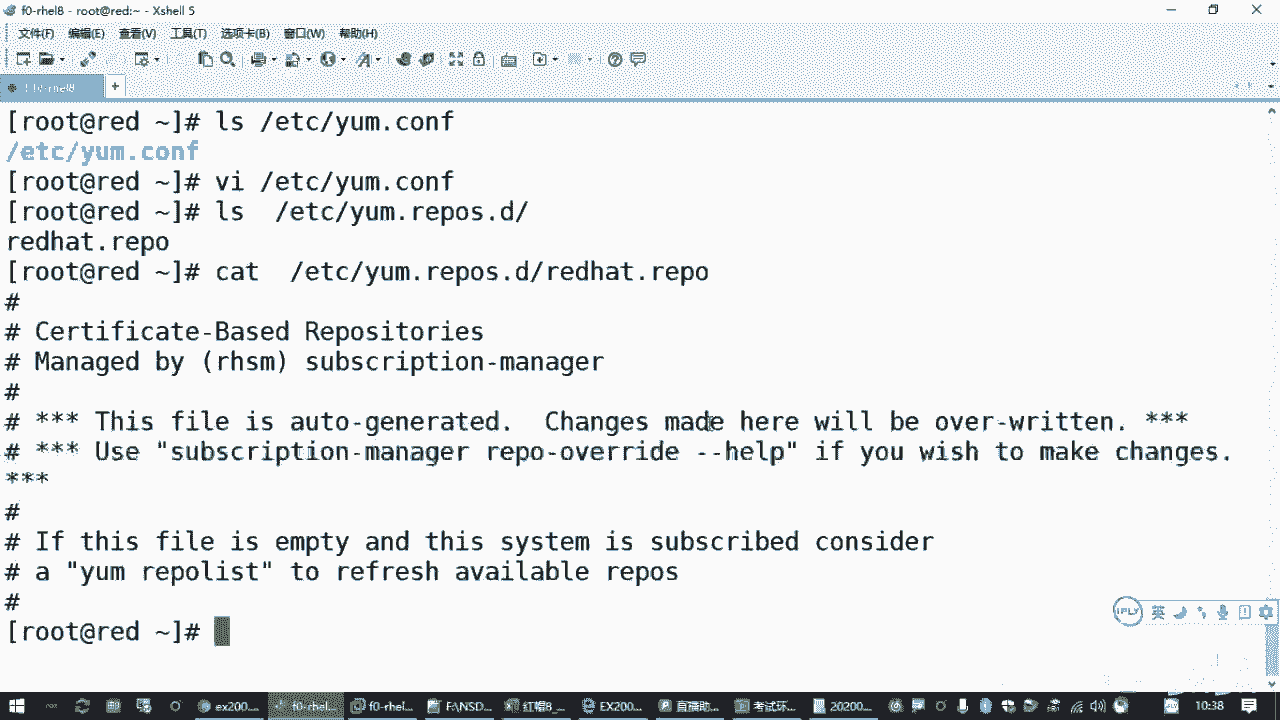 f0-rhel8 - root@red:~ - Xshell 5
文件(F) 编辑(E) 查看(V) 工具(T) 选项卡(B) 窗口(W) 帮助(H)
1 f0-rhel8 +
[root@red ~]# ls /etc/yum.conf
/etc/yum.conf
[root@red ~]# vi /etc/yum.conf
[root@red ~]# ls  /etc/yum.repos.d/
redhat.repo
[root@red ~]# cat  /etc/yum.repos.d/redhat.repo
#
# Certificate-Based Repositories
# Managed by (rhsm) subscription-manager
#
# *** This file is auto-generated.  Changes made here will be over-written. ***
# *** Use "subscription-manager repo-override --help" if you wish to make changes.
***
#
# If this file is empty and this system is subscribed consider
# a "yum repolist" to refresh available repos
#
[root@red ~]#
iFLY 英
ex200... f0-rhel... f0-rhe... F:\NSD... 红帽8_... EX200... 直播助... 考试环... 20200... 10:38